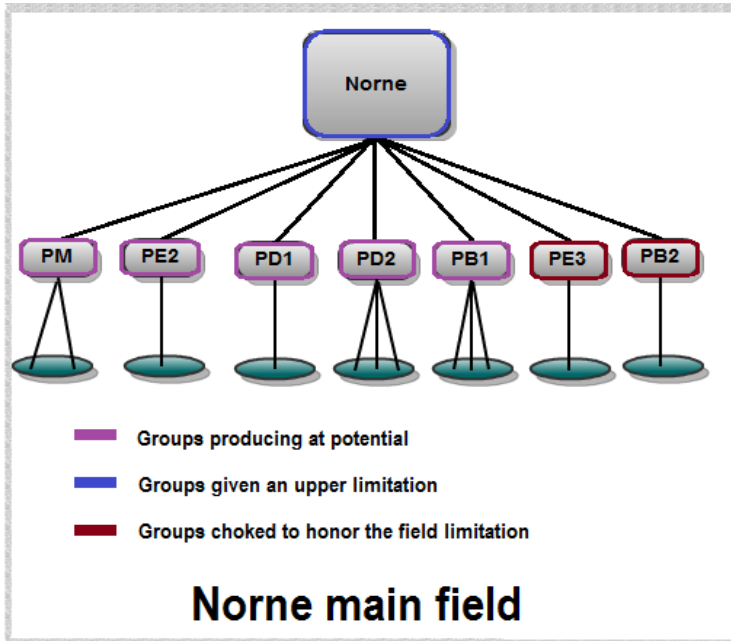 Norne
PM
PE2
PD1
PD2
PB1
PE3
PB2
Groups producing at potential
Groups given an upper limitation
Groups choked to honor the field limitation
Norne main field